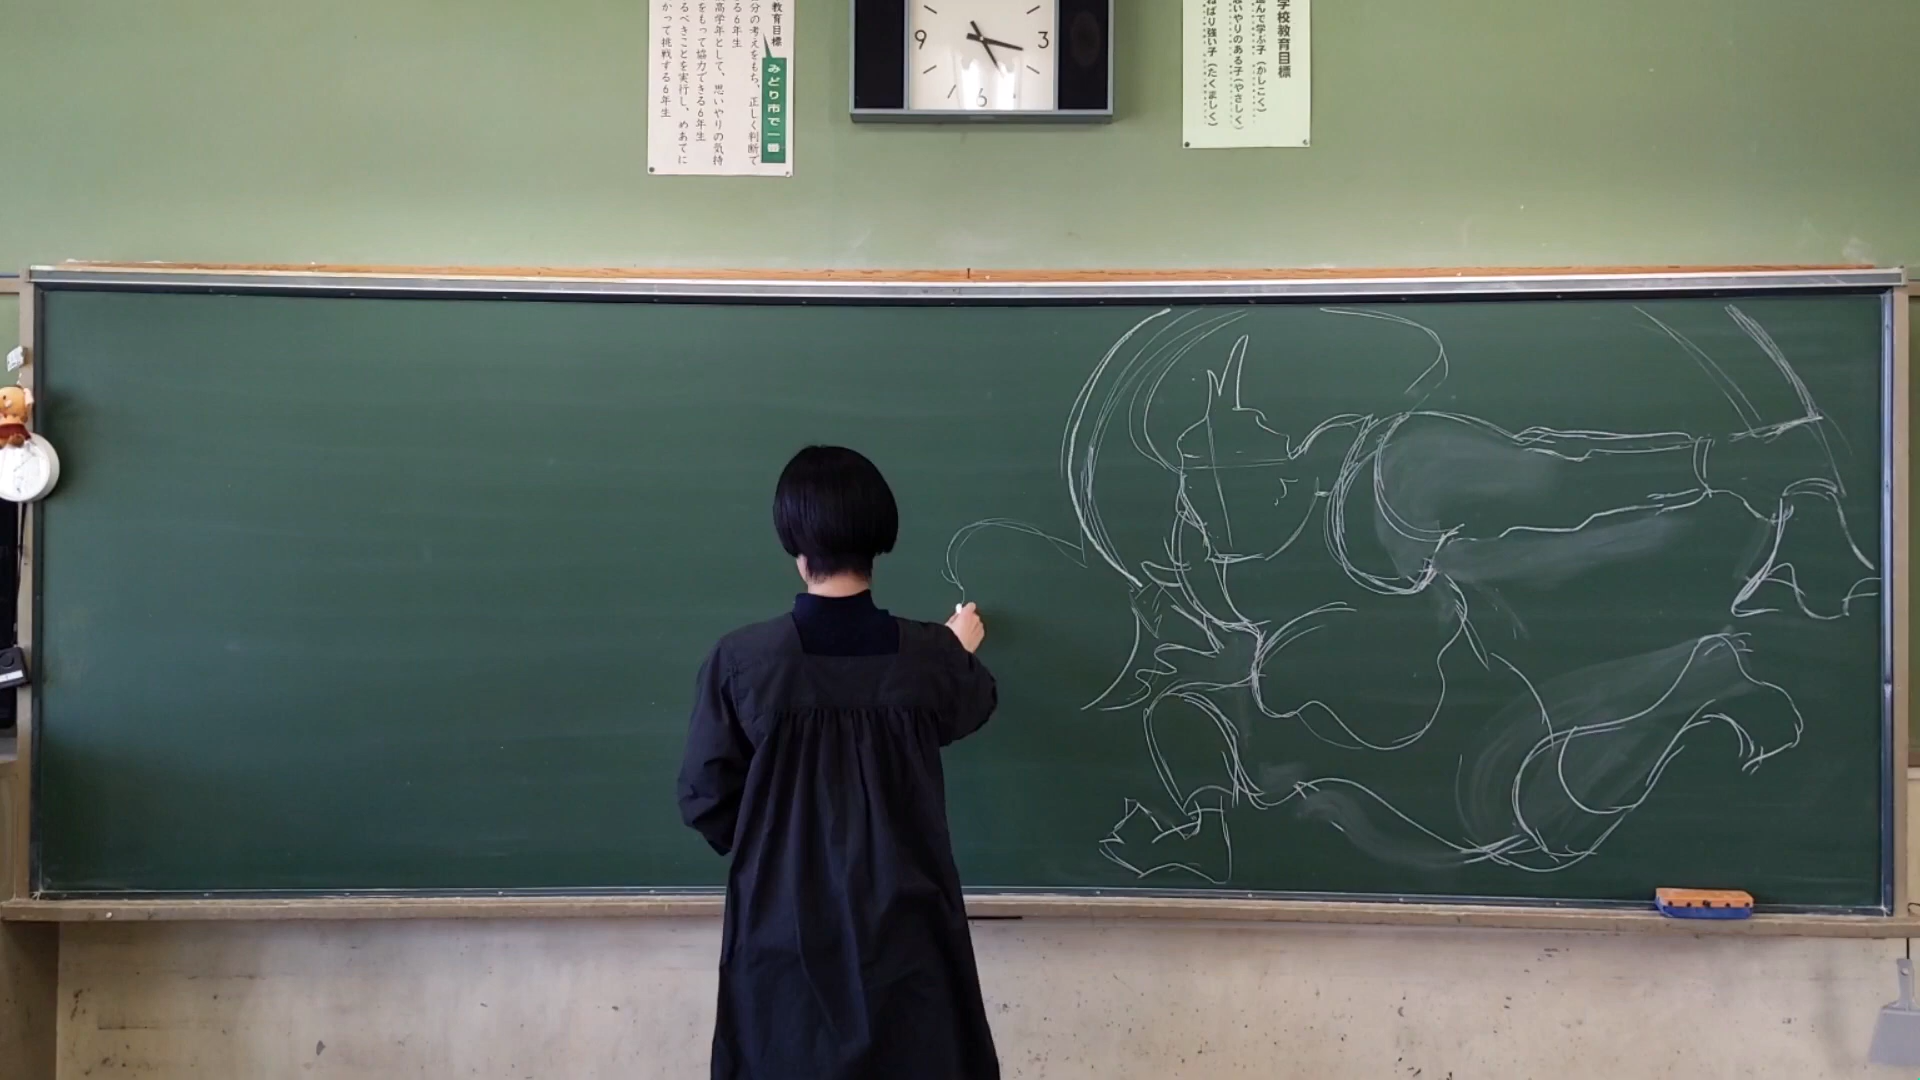 教育目標
みどり市で一番
分の考えをもち、正しく判断で
る6年生
高学年として、思いやりの気持
をもって協力できる6年生
るべきことを実行し、めあてに
かって挑戦する6年生
9
3
6
学校教育目標
んで学ぶ子(かしこく)
思いやりのある子(やさしく)
ねばり強い子(たくましく)